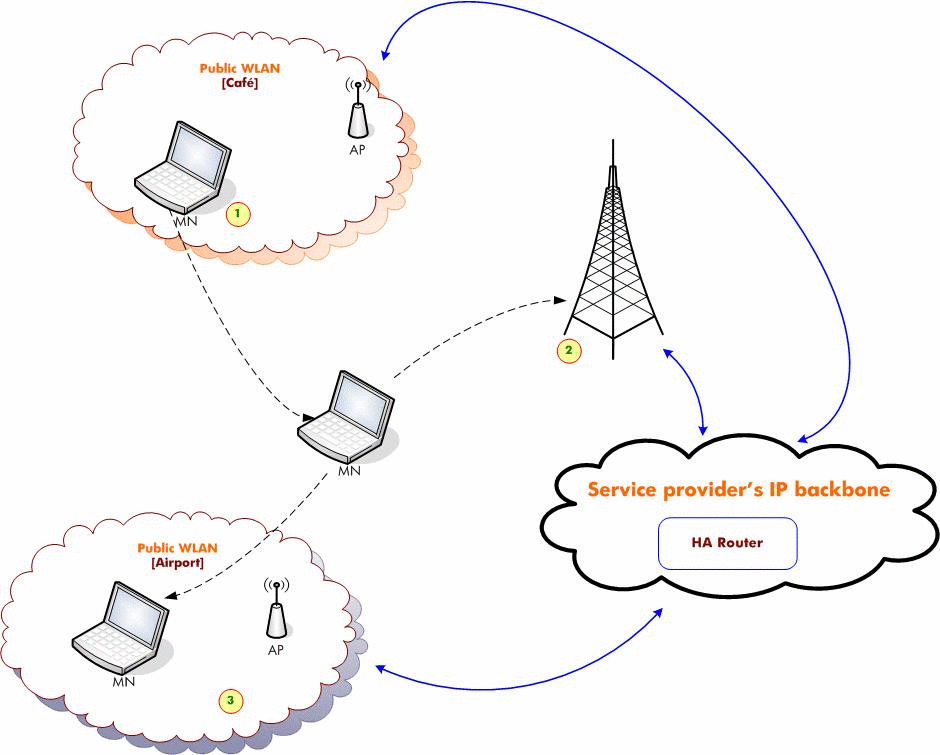 Public WLAN
[Café]
AP
MN
1
2
MN
Service provider's IP backbone
HA Router
Public WLAN
[Airport]
AP
MN
3